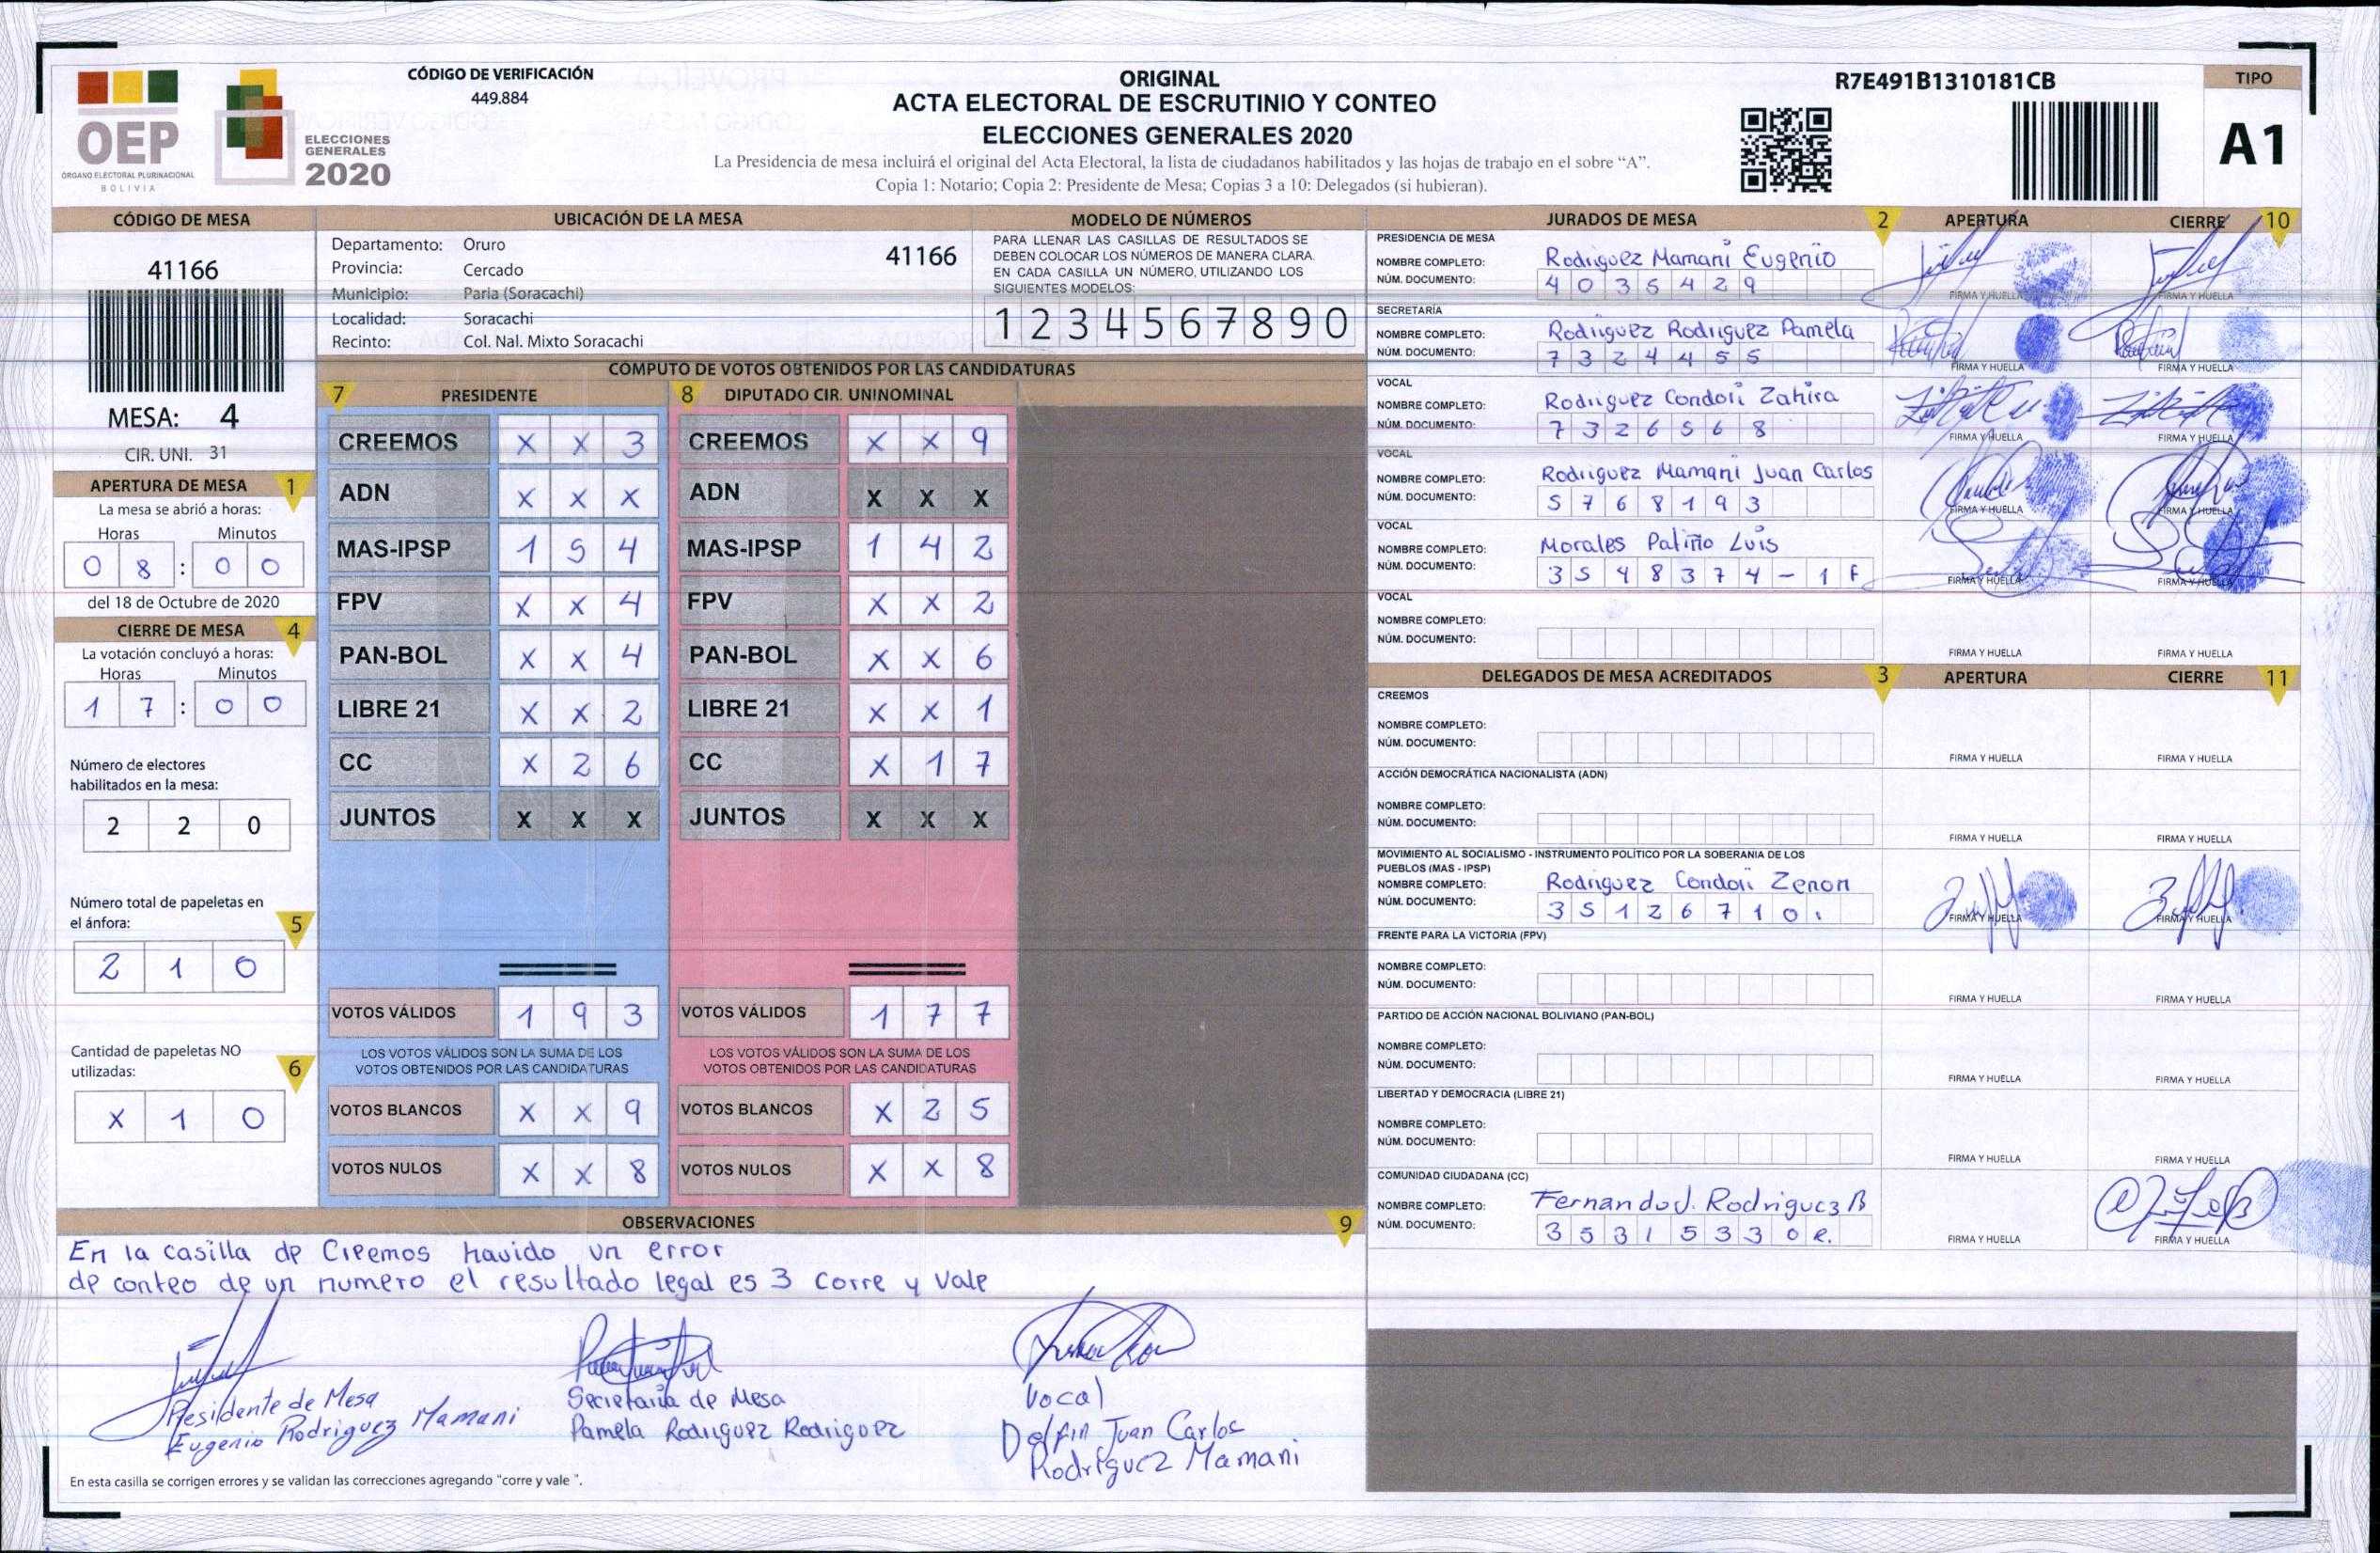 OEP
ÓRGANO ELECTORAL PLURINACIONAL
BOLIVIA
ELECCIONES
GENERALES
2020
CÓDIGO DE VERIFICACIÓN
449.884
ORIGINAL
ACTA ELECTORAL DE ESCRUTINIO Y CONTEO
ELECCIONES GENERALES 2020
La Presidencia de mesa incluirá el original del Acta Electoral, la lista de ciudadanos habilitados y las hojas de trabajo en el sobre “A”.
Copia 1: Notario; Copia 2: Presidente de Mesa; Copias 3 a 10: Delegados (si hubieran).
R7E491B1310181CB
TIPO
A1
CÓDIGO DE MESA
41166
MESA: 4
CIR. UNI. 31
APERTURA DE MESA 1
La mesa se abrió a horas:
Horas Minutos
0 8 : 0 0
del 18 de Octubre de 2020
CIERRE DE MESA 4
La votación concluyó a horas:
Horas Minutos
1 7 : 0 0
Número de electores
habilitados en la mesa:
2 2 0
Número total de papeletas en
el ánfora: 5
2 1 0
Cantidad de papeletas NO
utilizadas: 6
X 1 0
UBICACIÓN DE LA MESA
Departamento: Oruro 41166
Provincia: Cercado
Municipio: Paria (Soracachi)
Localidad: Soracachi
Recinto: Col. Nal. Mixto Soracachi
MODELO DE NÚMEROS
PARA LLENAR LAS CASILLAS DE RESULTADOS SE
DEBEN COLOCAR LOS NÚMEROS DE MANERA CLARA.
EN CADA CASILLA UN NÚMERO, UTILIZANDO LOS
SIGUIENTES MODELOS:
1 2 3 4 5 6 7 8 9 0
COMPUTO DE VOTOS OBTENIDOS POR LAS CANDIDATURAS
7 PRESIDENTE 8 DIPUTADO CIR. UNINOMINAL
CREEMOS X X 3 CREEMOS X X 9
ADN X X X ADN X X X
MAS-IPSP 1 5 4 MAS-IPSP 1 4 2
FPV X X 4 FPV X X 2
PAN-BOL X X 4 PAN-BOL X X 6
LIBRE 21 X X 2 LIBRE 21 X X 1
CC X 2 6 CC X 1 7
JUNTOS X X X JUNTOS X X X
VOTOS VÁLIDOS 1 9 3 VOTOS VÁLIDOS 1 7 7
LOS VOTOS VÁLIDOS SON LA SUMA DE LOS LOS VOTOS VÁLIDOS SON LA SUMA DE LOS
VOTOS OBTENIDOS POR LAS CANDIDATURAS VOTOS OBTENIDOS POR LAS CANDIDATURAS
VOTOS BLANCOS X X 9 VOTOS BLANCOS X 2 5
VOTOS NULOS X X 8 VOTOS NULOS X X 8
OBSERVACIONES 9
En la casilla de Creemos havido un error
de conteo de un numero el resultado legal es 3 corre y vale
Presidente de Mesa
Eugenio Rodriguez Mamani
Secretaria de Mesa
Pamela Rodriguez Rodriguez
Vocal
Delfin Juan Carlos
Rodriguez Mamani
En esta casilla se corrigen errores y se validan las correcciones agregando "corre y vale ".
JURADOS DE MESA 2 APERTURA CIERRE 10
PRESIDENCIA DE MESA
NOMBRE COMPLETO: Rodriguez Mamani Eugenio
NÚM. DOCUMENTO: 4 0 3 5 4 2 9
FIRMA Y HUELLA FIRMA Y HUELLA
SECRETARÍA
NOMBRE COMPLETO: Rodriguez Rodriguez Pamela
NÚM. DOCUMENTO: 7 3 2 4 4 5 5
FIRMA Y HUELLA FIRMA Y HUELLA
VOCAL
NOMBRE COMPLETO: Rodriguez Condori Zahira
NÚM. DOCUMENTO: 7 3 2 6 5 6 8
FIRMA Y HUELLA FIRMA Y HUELLA
VOCAL
NOMBRE COMPLETO: Rodriguez Mamani Juan Carlos
NÚM. DOCUMENTO: 5 7 6 8 1 9 3
FIRMA Y HUELLA FIRMA Y HUELLA
VOCAL
NOMBRE COMPLETO: Morales Patiño Luis
NÚM. DOCUMENTO: 3 5 4 8 3 7 4 - 1 F
FIRMA Y HUELLA FIRMA Y HUELLA
VOCAL
NOMBRE COMPLETO:
NÚM. DOCUMENTO:
FIRMA Y HUELLA FIRMA Y HUELLA
DELEGADOS DE MESA ACREDITADOS 3 APERTURA CIERRE 11
CREEMOS
NOMBRE COMPLETO:
NÚM. DOCUMENTO:
FIRMA Y HUELLA FIRMA Y HUELLA
ACCIÓN DEMOCRÁTICA NACIONALISTA (ADN)
NOMBRE COMPLETO:
NÚM. DOCUMENTO:
FIRMA Y HUELLA FIRMA Y HUELLA
MOVIMIENTO AL SOCIALISMO - INSTRUMENTO POLÍTICO POR LA SOBERANIA DE LOS
PUEBLOS (MAS - IPSP)
NOMBRE COMPLETO: Rodriguez Condori Zenon
NÚM. DOCUMENTO: 3 5 1 2 6 7 1 0 .
FIRMA Y HUELLA FIRMA Y HUELLA
FRENTE PARA LA VICTORIA (FPV)
NOMBRE COMPLETO:
NÚM. DOCUMENTO:
FIRMA Y HUELLA FIRMA Y HUELLA
PARTIDO DE ACCIÓN NACIONAL BOLIVIANO (PAN-BOL)
NOMBRE COMPLETO:
NÚM. DOCUMENTO:
FIRMA Y HUELLA FIRMA Y HUELLA
LIBERTAD Y DEMOCRACIA (LIBRE 21)
NOMBRE COMPLETO:
NÚM. DOCUMENTO:
FIRMA Y HUELLA FIRMA Y HUELLA
COMUNIDAD CIUDADANA (CC)
NOMBRE COMPLETO: Fernando J. Rodriguez B
NÚM. DOCUMENTO: 3 5 3 1 5 3 3 0 R.
FIRMA Y HUELLA FIRMA Y HUELLA